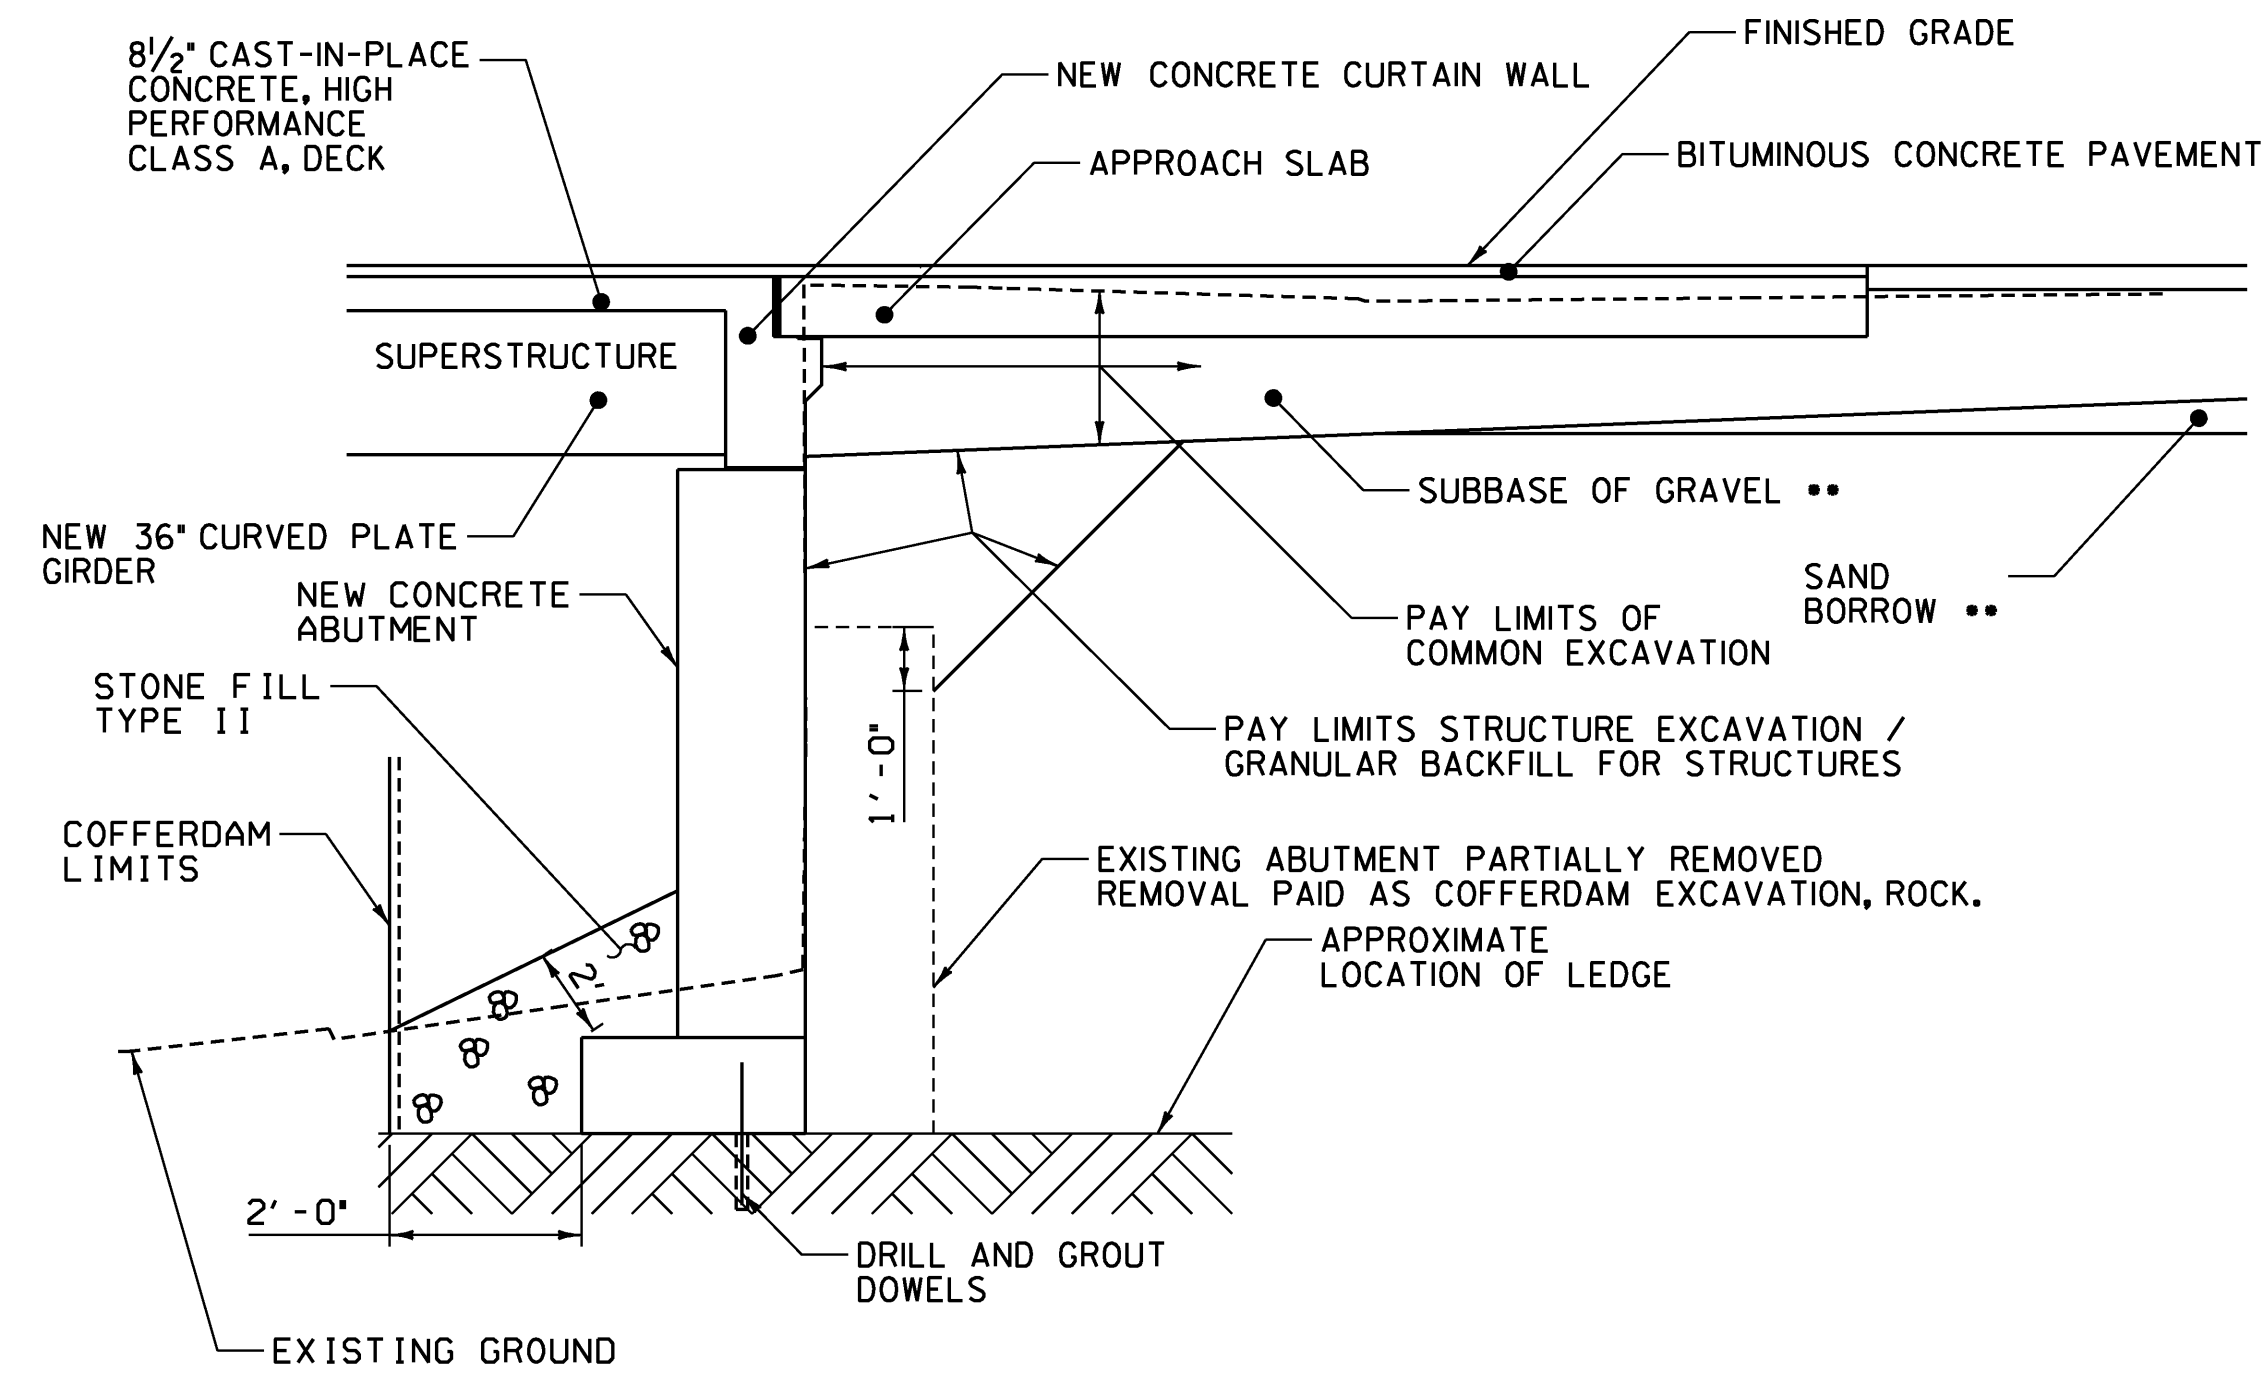 8½" CAST-IN-PLACE
CONCRETE, HIGH
PERFORMANCE
CLASS A, DECK
NEW CONCRETE CURTAIN WALL
APPROACH SLAB
FINISHED GRADE
BITUMINOUS CONCRETE PAVEMENT
SUPERSTRUCTURE
NEW 36" CURVED PLATE
GIRDER
NEW CONCRETE
ABUTMENT
STONE FILL
TYPE II
COFFERDAM
LIMITS
SUBBASE OF GRAVEL **
SAND
BORROW **
PAY LIMITS OF
COMMON EXCAVATION
PAY LIMITS STRUCTURE EXCAVATION /
GRANULAR BACKFILL FOR STRUCTURES
1'-0"
EXISTING ABUTMENT PARTIALLY REMOVED
REMOVAL PAID AS COFFERDAM EXCAVATION, ROCK.
APPROXIMATE
LOCATION OF LEDGE
2'
2'-0"
DRILL AND GROUT
DOWELS
EXISTING GROUND